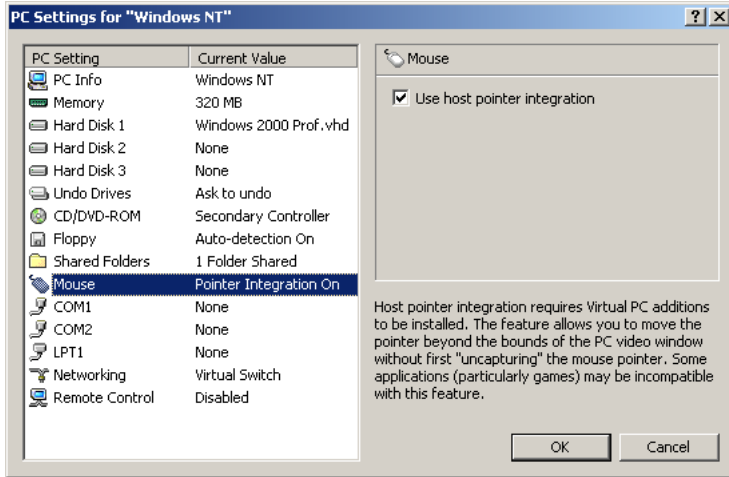 PC Settings for "Windows NT"
PC Setting Current Value
PC Info Windows NT
Memory 320 MB
Hard Disk 1 Windows 2000 Prof.vhd
Hard Disk 2 None
Hard Disk 3 None
Undo Drives Ask to undo
CD/DVD-ROM Secondary Controller
Floppy Auto-detection On
Shared Folders 1 Folder Shared
Mouse Pointer Integration On
COM1 None
COM2 None
LPT1 None
Networking Virtual Switch
Remote Control Disabled
Mouse
Use host pointer integration
Host pointer integration requires Virtual PC additions
to be installed. The feature allows you to move the
pointer beyond the bounds of the PC video window
without first "uncapturing" the mouse pointer. Some
applications (particularly games) may be incompatible
with this feature.
OK Cancel